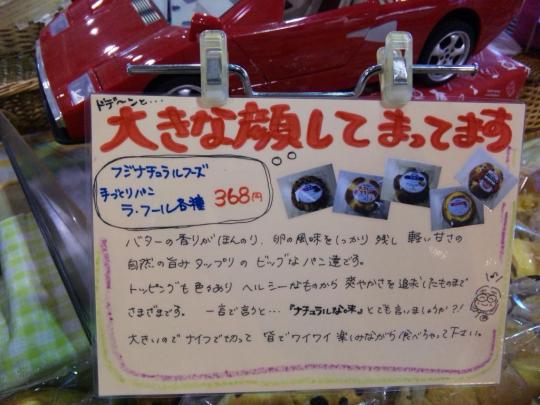 ドデ〜ンと・・・
大きな顔してまってます
フジナチュラルフーズ
手づくりパン
ラ・フール各種 368円
バターの香りがほんのり、卵の風味をしっかり残し 軽い甘さの
自然の旨みタップリの ビッグなパン達です。
トッピングも色々あり ヘルシーなものから 爽やかさを追求したものまで
さまざまです。 一言で言うと・・・『ナチュラルな味』とでも言いましょうか?!
大きいので ナイフで切って 皆でワイワイ 楽しみながら食べちゃって下さい。